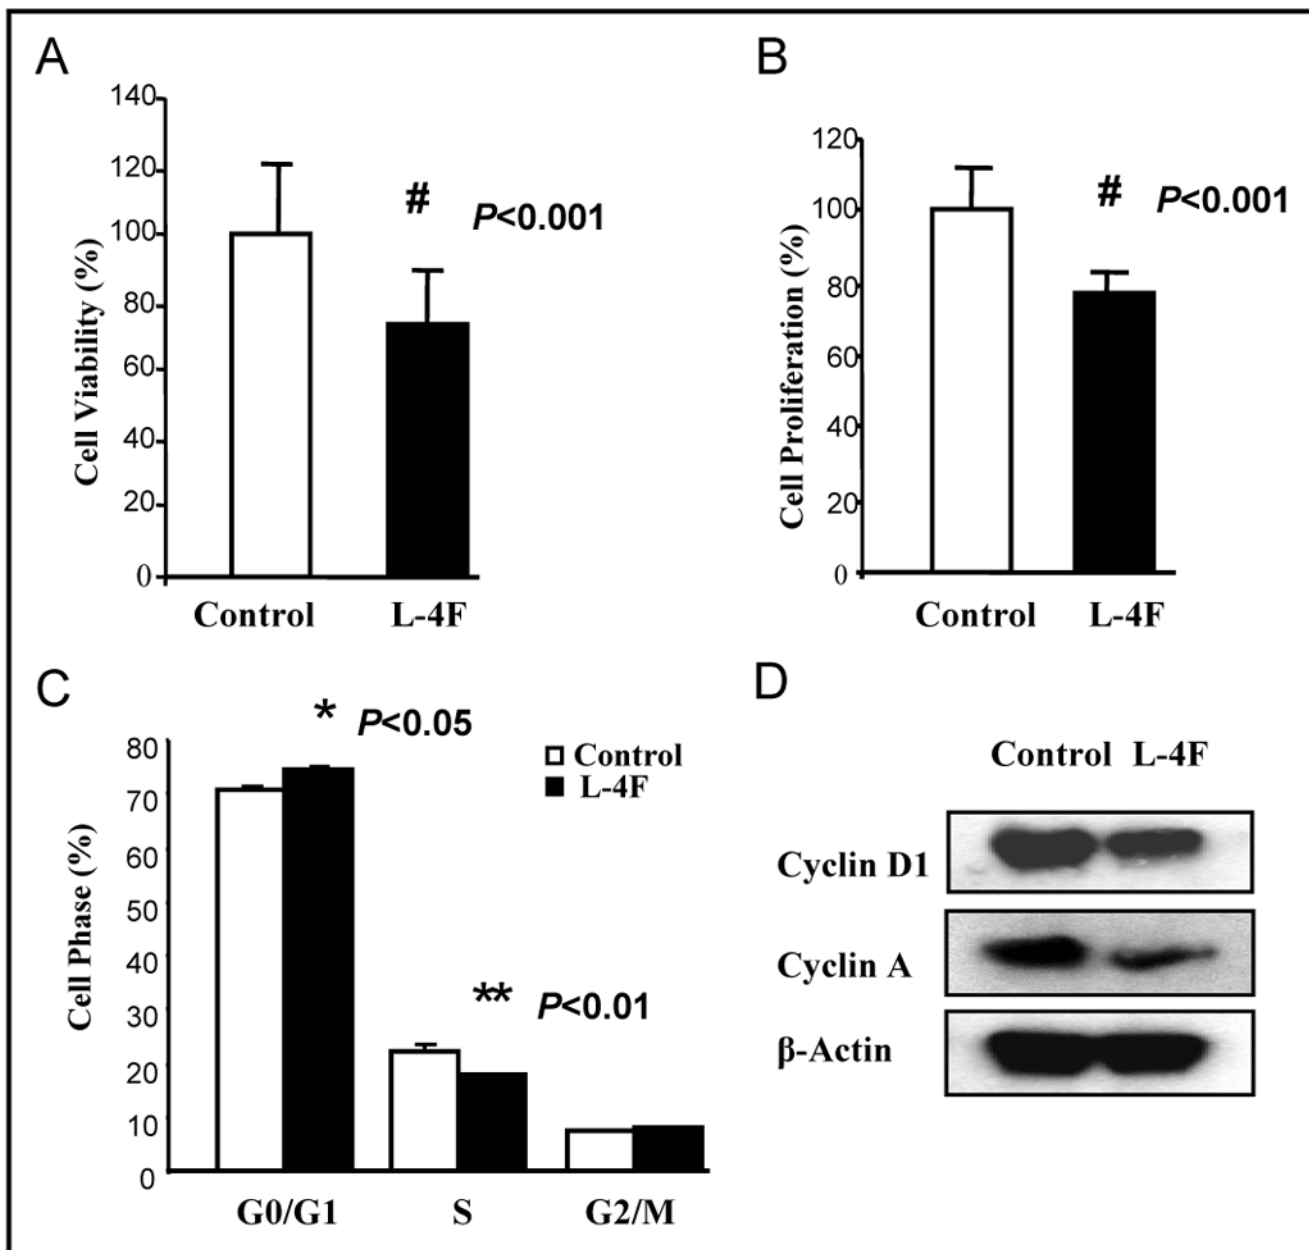 A
140
120
100
80
60
40
20
0
Cell Viability (%)
#
P<0.001
Control L-4F
B
120
100
80
60
40
20
0
Cell Proliferation (%)
#
P<0.001
Control L-4F
C
80
70
60
50
40
30
20
10
0
Cell Phase (%)
* P<0.05
Control
L-4F
** P<0.01
G0/G1 S G2/M
D
Control L-4F
Cyclin D1
Cyclin A
β-Actin